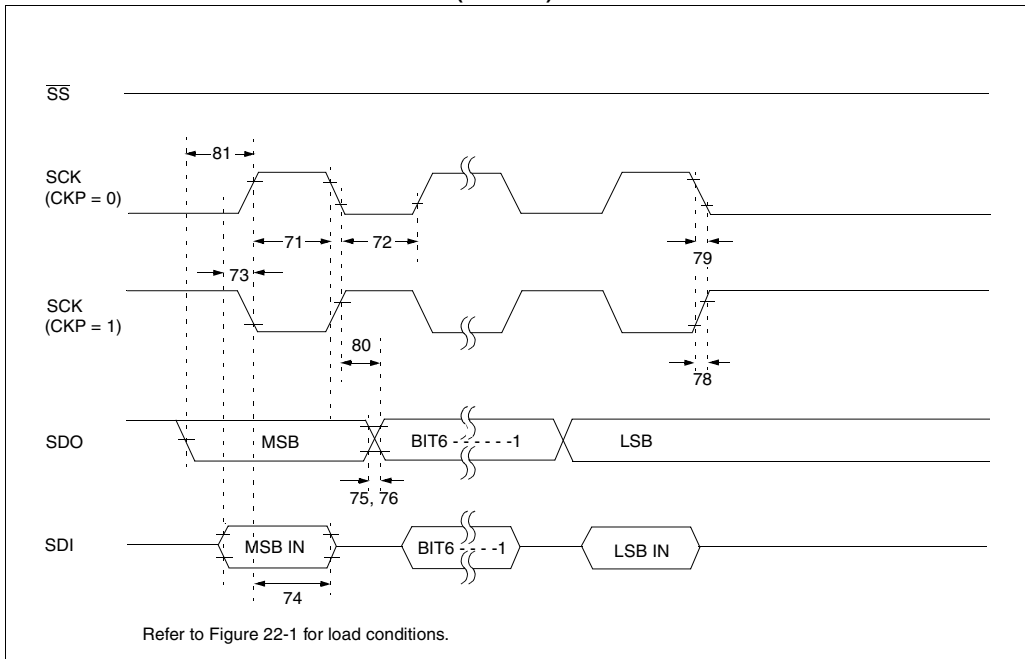 SS
81
SCK
(CKP = 0)
71
72
79
73
SCK
(CKP = 1)
80
78
SDO
MSB
BIT6 - - - - - -1
LSB
75, 76
SDI
MSB IN
BIT6 - - - -1
LSB IN
74
Refer to Figure 22-1 for load conditions.